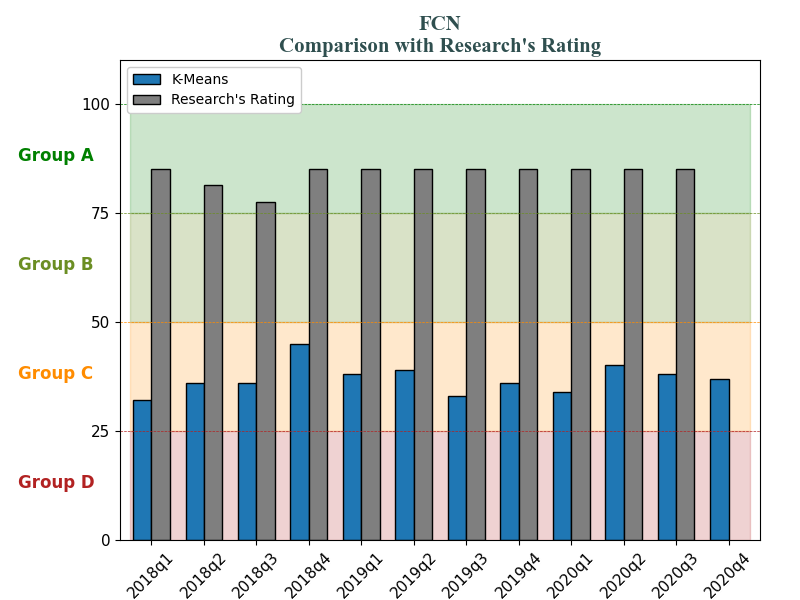 FCN
Comparison with Research's Rating
K-Means
Research's Rating
100
Group A
75
Group B
50
Group C
25
Group D
0
2018q1
2018q2
2018q3
2018q4
2019q1
2019q2
2019q3
2019q4
2020q1
2020q2
2020q3
2020q4